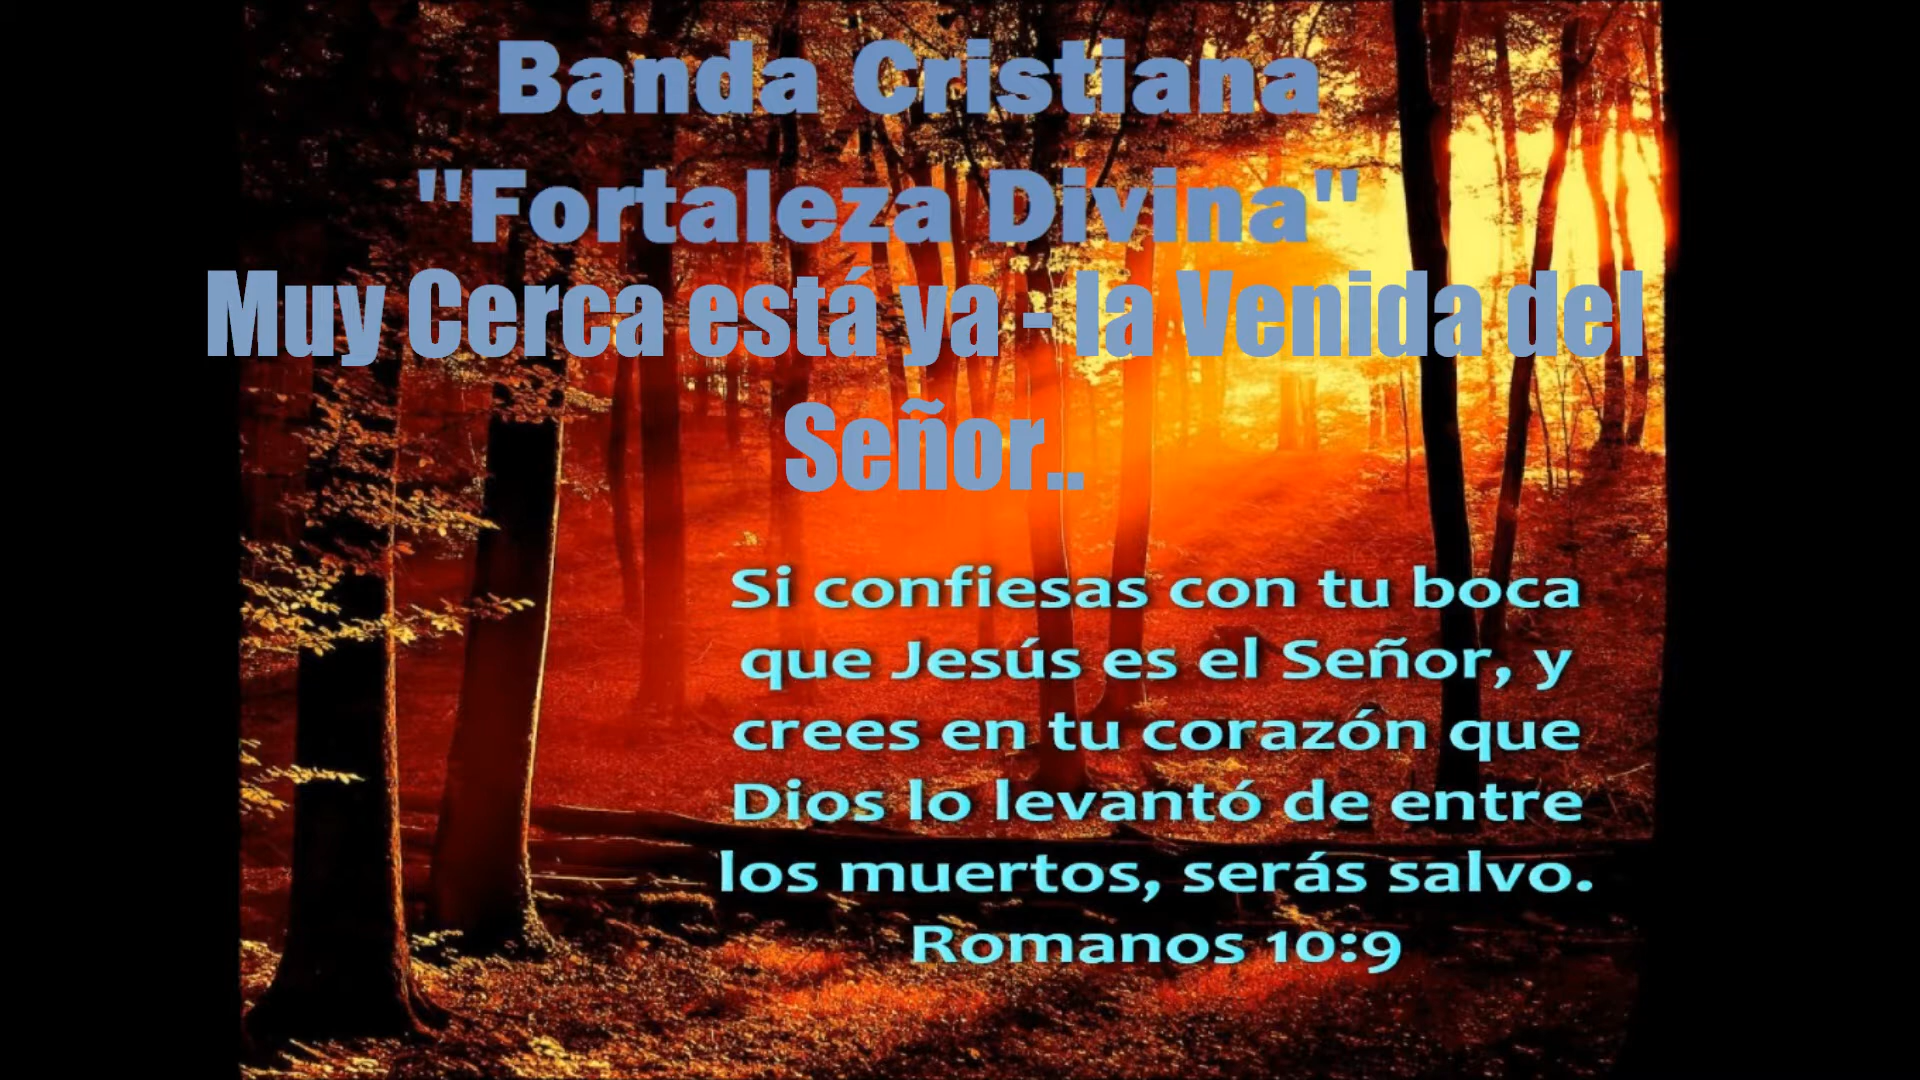 Banda Cristiana
"Fortaleza Divina"
Muy Cerca está ya - la Venida del
Señor..
Si confiesas con tu boca
que Jesús es el Señor, y
crees en tu corazón que
Dios lo levantó de entre
los muertos, serás salvo.
Romanos 10:9